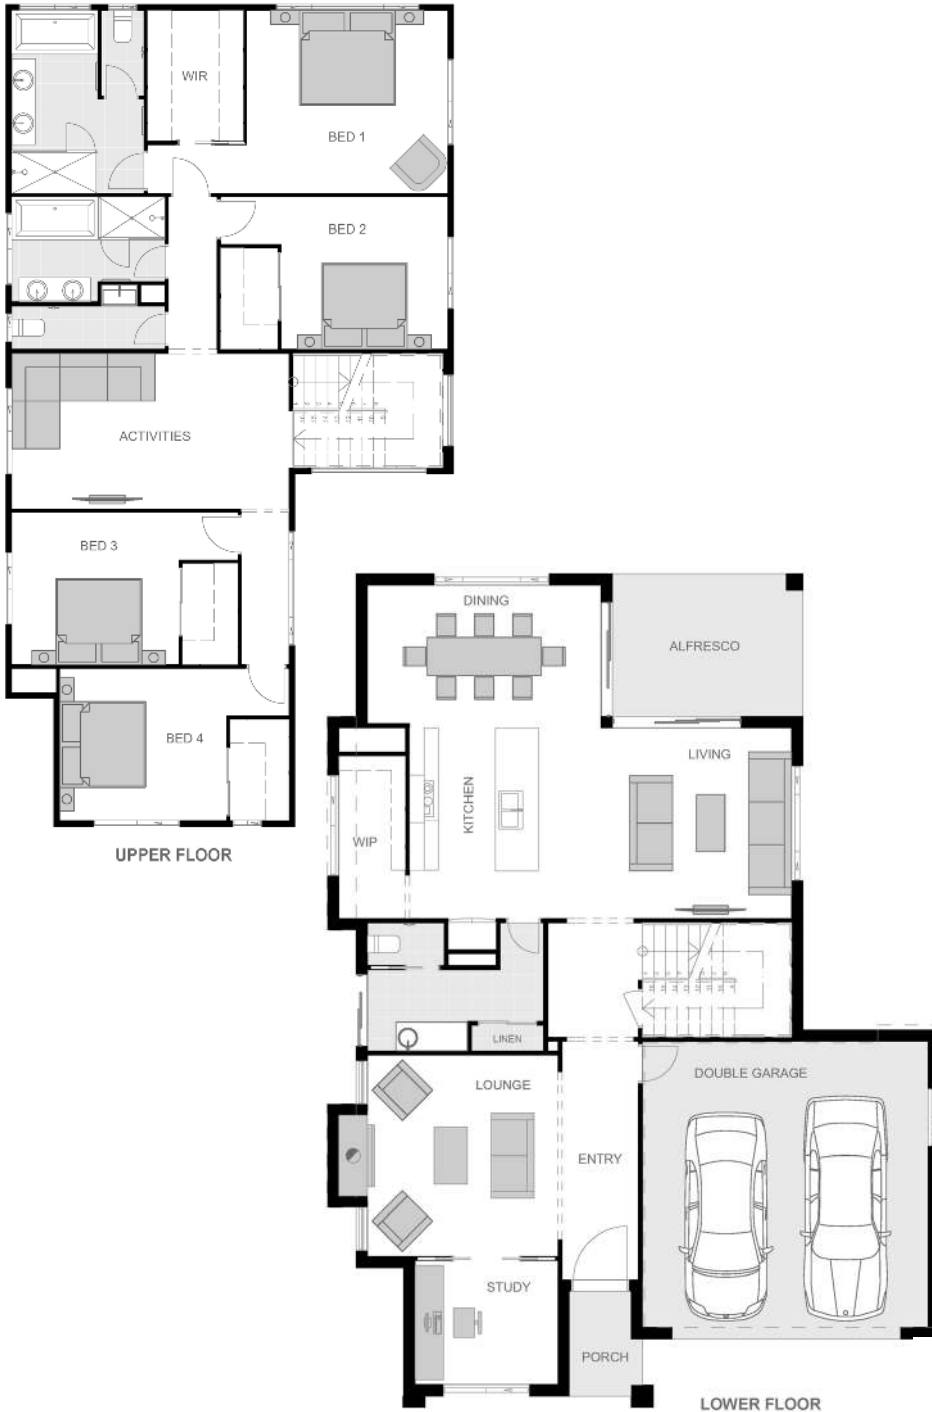 WIR
BED 1
BED 2
ACTIVITIES
BED 3
BED 4
UPPER FLOOR
DINING
ALFRESCO
LIVING
KITCHEN
WIP
LINEN
LOUNGE
DOUBLE GARAGE
ENTRY
STUDY
PORCH
LOWER FLOOR